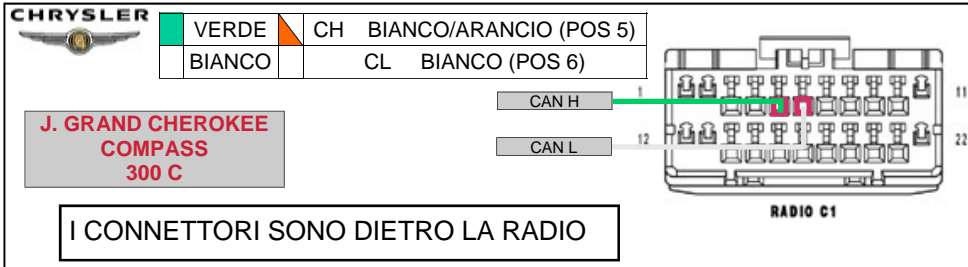 CHRYSLER
VERDE CH BIANCO/ARANCIO (POS 5)
BIANCO CL BIANCO (POS 6)
J. GRAND CHEROKEE
COMPASS
300 C
CAN H
CAN L
1
11
12
22
RADIO C1
I CONNETTORI SONO DIETRO LA RADIO